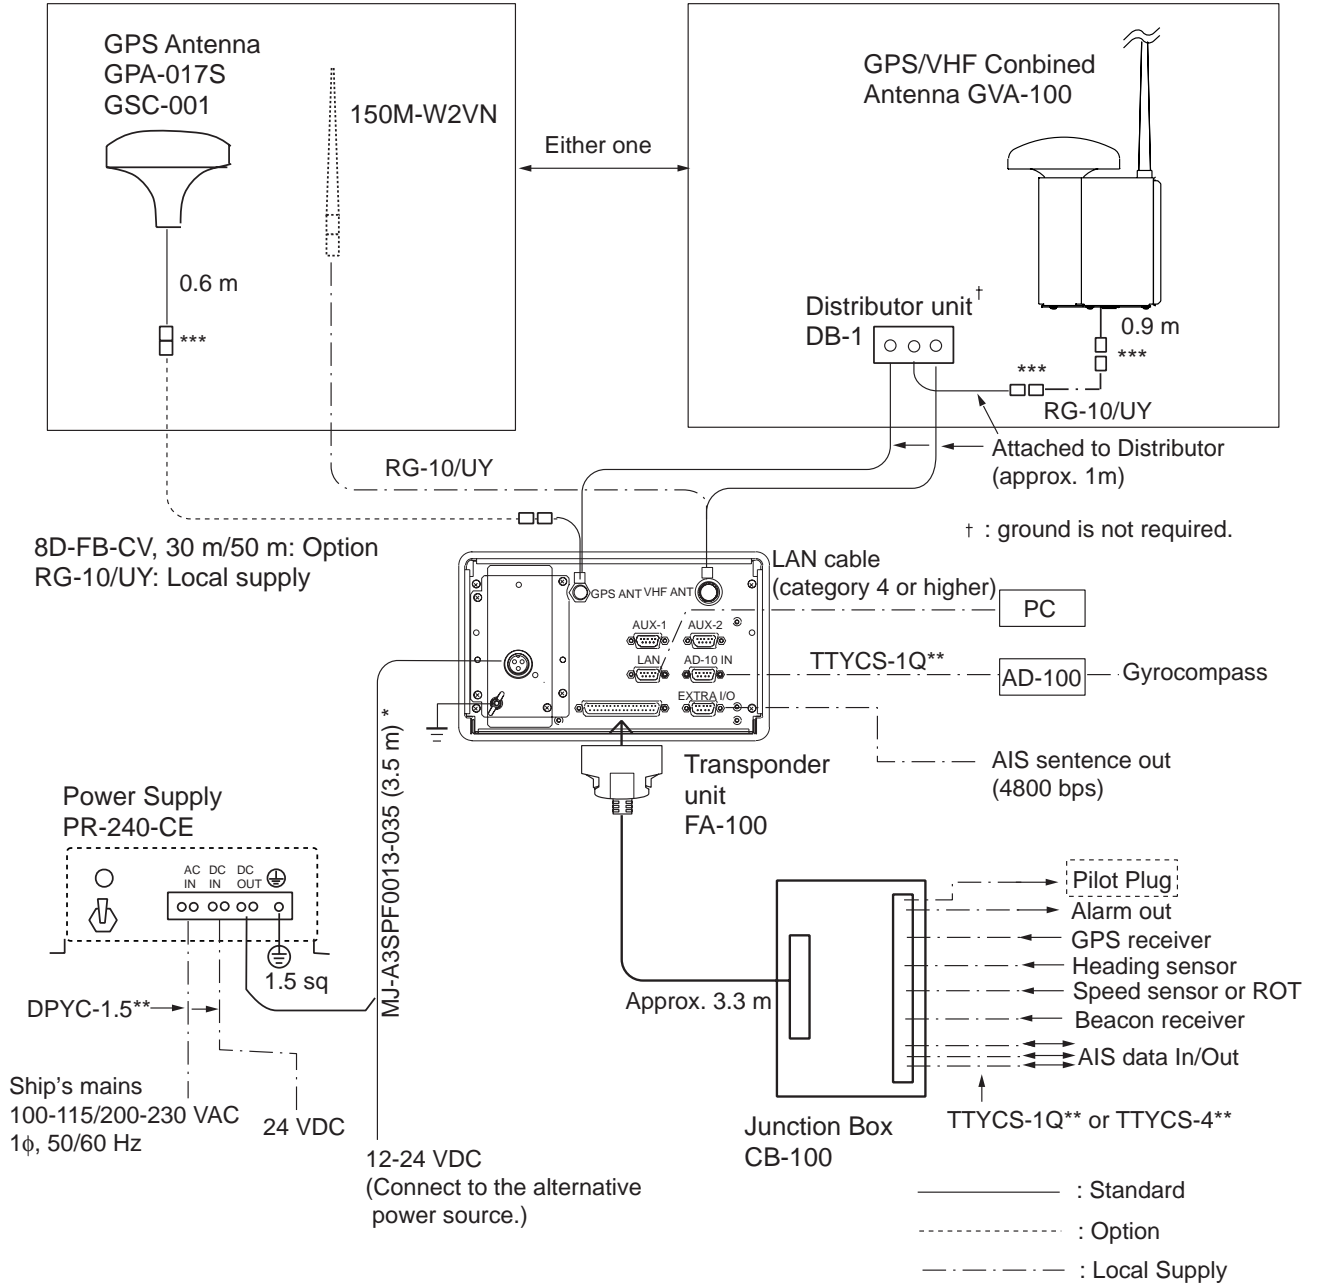 GPS Antenna
GPA-017S
GSC-001
150M-W2VN
0.6 m
***
Either one
GPS/VHF Conbined
Antenna GVA-100
Distributor unit†
DB-1
0.9 m
***
***
RG-10/UY
Attached to Distributor
(approx. 1m)
† : ground is not required.
RG-10/UY
8D-FB-CV, 30 m/50 m: Option
RG-10/UY: Local supply
LAN cable
(category 4 or higher)
PC
GPS ANT
VHF ANT
AUX-1
AUX-2
LAN
AD-10 IN
EXTRA I/O
TTYCS-1Q**
AD-100
Gyrocompass
AIS sentence out
(4800 bps)
Transponder
unit
FA-100
MJ-A3SPF0013-035 (3.5 m) *
Power Supply
PR-240-CE
AC
IN
DC
IN
DC
OUT
1.5 sq
DPYC-1.5**
Ship's mains
100-115/200-230 VAC
1ϕ, 50/60 Hz
24 VDC
12-24 VDC
(Connect to the alternative
power source.)
Approx. 3.3 m
Junction Box
CB-100
Pilot Plug
Alarm out
GPS receiver
Heading sensor
Speed sensor or ROT
Beacon receiver
AIS data In/Out
TTYCS-1Q** or TTYCS-4**
: Standard
: Option
: Local Supply